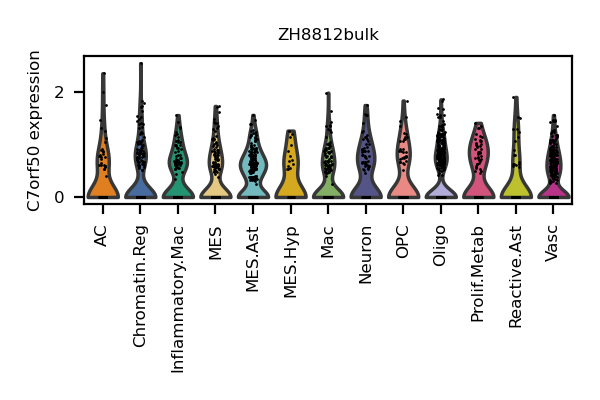 ZH8812bulk
C7orf50 expression
2
0
AC
Chromatin.Reg
Inflammatory.Mac
MES
MES.Ast
MES.Hyp
Mac
Neuron
OPC
Oligo
Prolif.Metab
Reactive.Ast
Vasc